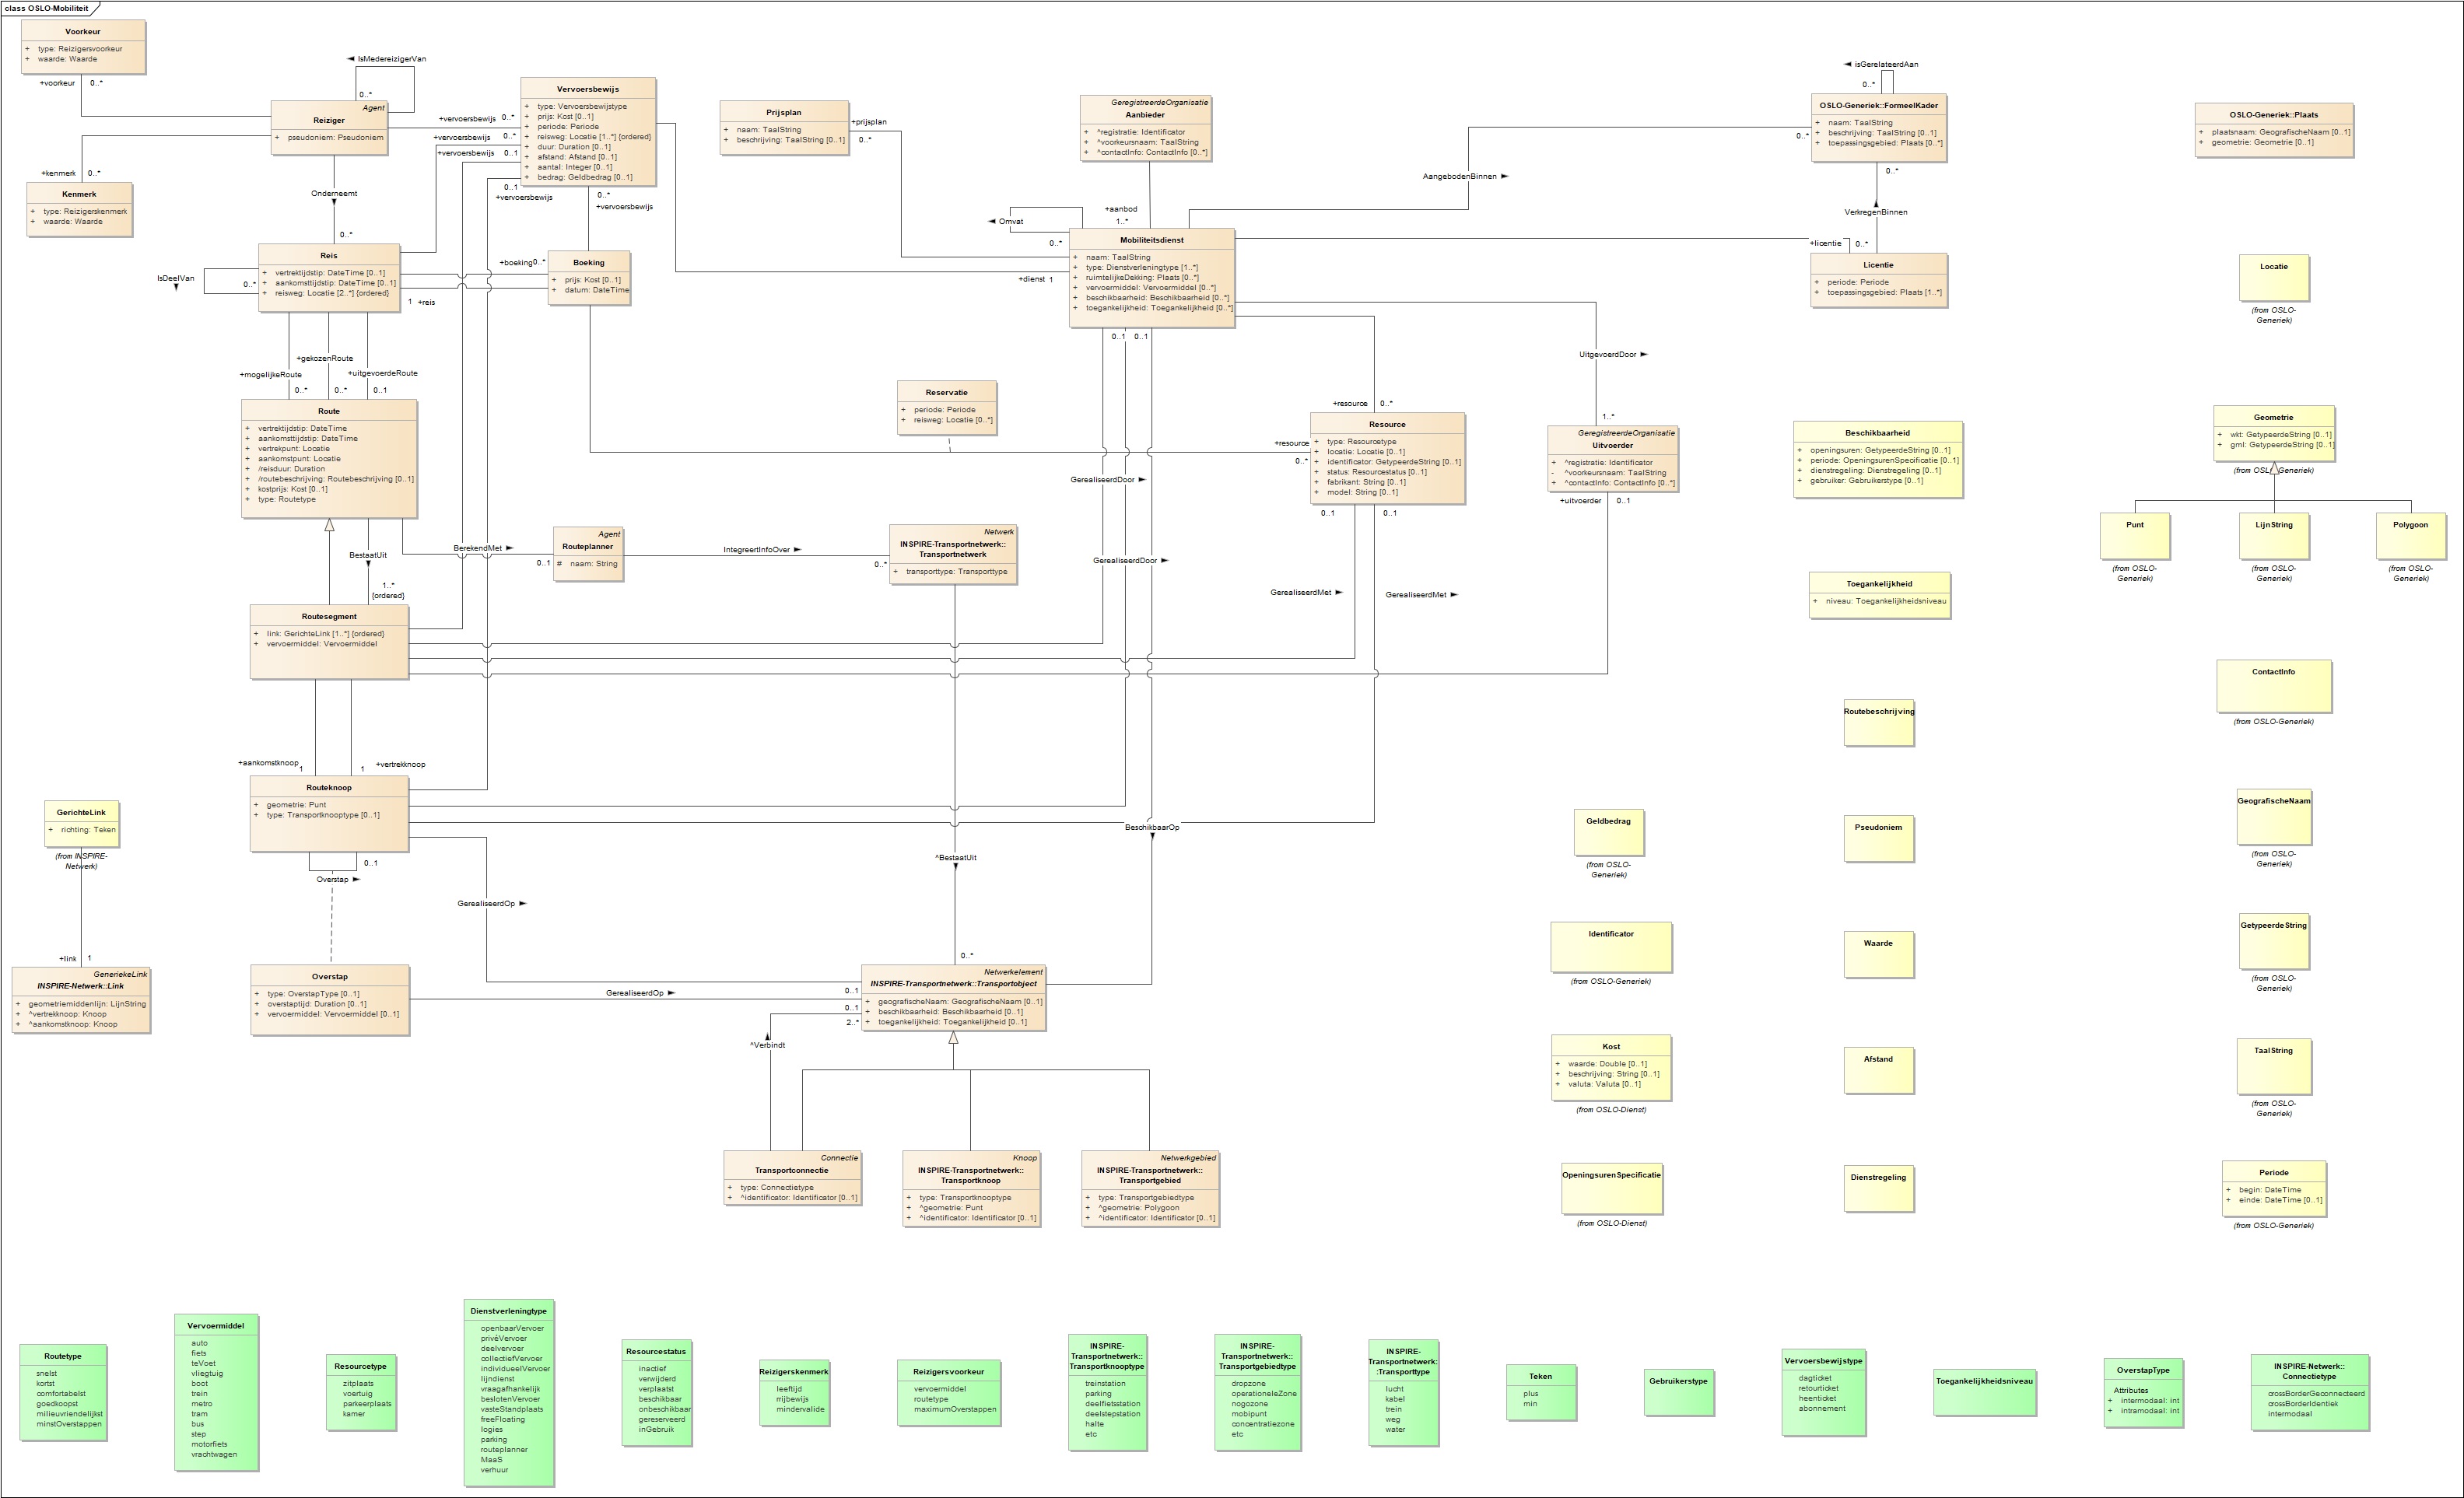 class OSLO-Mobiliteit
Voorkeur
+ type: Reizigersvoorkeur
+ waarde: Waarde
+voorkeur 0..*
IsMedereizigerVan
0..*
Agent
Reiziger
+ pseudoniem: Pseudoniem
+kenmerk 0..*
Kenmerk
+ type: Reizigerskenmerk
+ waarde: Waarde
Onderneemt
0..*
Vervoersbewijs
+ type: Vervoersbewijstype
+ prijs: Kost [0..1]
+ periode: Periode
+ reisweg: Locatie [1..*] {ordered}
+ duur: Duration [0..1]
+ afstand: Afstand [0..1]
+ aantal: Integer [0..1]
+ bedrag: Geldbedrag [0..1]
+vervoersbewijs 0..*
+vervoersbewijs 0..*
+vervoersbewijs 0..1
0..1
+vervoersbewijs
0..*
+vervoersbewijs
Reis
+ vertrektijdstip: DateTime [0..1]
+ aankomsttijdstip: DateTime [0..1]
+ reisweg: Locatie [2..*] {ordered}
IsDeelVan
0..*
+boeking 0..*
1 +reis
Boeking
+ prijs: Kost [0..1]
+ datum: DateTime
Prijsplan
+ naam: TaalString
+ beschrijving: TaalString [0..1]
+prijsplan
0..*
GeregistreerdeOrganisatie
Aanbieder
+ ^registratie: Identificator
+ ^voorkeursnaam: TaalString
+ ^contactInfo: ContactInfo [0..*]
+aanbod
1..*
Omvat
0..*
+dienst 1
Mobiliteitsdienst
+ naam: TaalString
+ type: Dienstverleningtype [1..*]
+ ruimtelijkeDekking: Plaats [0..*]
+ vervoermiddel: Vervoermiddel [0..*]
+ beschikbaarheid: Beschikbaarheid [0..*]
+ toegankelijkheid: Toegankelijkheid [0..*]
0..1 0..1
AangebodenBinnen
isGerelateerdAan
0..*
OSLO-Generiek::FormeelKader
+ naam: TaalString
+ beschrijving: TaalString [0..1]
+ toepassingsgebied: Plaats [0..*]
0..*
0..*
VerkregenBinnen
+licentie 0..*
Licentie
+ periode: Periode
+ toepassingsgebied: Plaats [1..*]
OSLO-Generiek::Plaats
+ plaatsnaam: GeografischeNaam [0..1]
+ geometrie: Geometrie [0..1]
Locatie
(from OSLO-
Generiek)
+mogelijkeRoute
0..*
+gekozenRoute
0..*
+uitgevoerdeRoute
0..1
Route
+ vertrektijdstip: DateTime
+ aankomsttijdstip: DateTime
+ vertrekpunt: Locatie
+ aankomstpunt: Locatie
+ /reisduur: Duration
+ /routebeschrijving: Routebeschrijving [0..1]
+ kostprijs: Kost [0..1]
+ type: Routetype
BestaatUit
1..*
{ordered}
BerekendMet
0..1
Agent
Routeplanner
# naam: String
IntegreertInfoOver
0..*
Netwerk
INSPIRE-Transportnetwerk::
Transportnetwerk
+ transporttype: Transporttype
Reservatie
+ periode: Periode
+ reisweg: Locatie [0..*]
+resource
0..*
+resource 0..*
Resource
+ type: Resourcetype
+ locatie: Locatie [0..1]
+ identificator: GetypeerdeString [0..1]
+ status: Resourcestatus [0..1]
+ fabrikant: String [0..1]
+ model: String [0..1]
0..1 0..1
UitgevoerdDoor
1..*
GeregistreerdeOrganisatie
Uitvoerder
+ ^registratie: Identificator
- ^voorkeursnaam: TaalString
+ ^contactInfo: ContactInfo [0..*]
+uitvoerder 0..1
GerealiseerdDoor
GerealiseerdDoor
GerealiseerdMet
GerealiseerdMet
Beschikbaarheid
+ openingsuren: GetypeerdeString [0..1]
+ periode: OpeningsurenSpecificatie [0..1]
+ dienstregeling: Dienstregeling [0..1]
+ gebruiker: Gebruikerstype [0..1]
Geometrie
+ wkt: GetypeerdeString [0..1]
+ gml: GetypeerdeString [0..1]
(from OSLO-Generiek)
Punt
(from OSLO-
Generiek)
LijnString
(from OSLO-
Generiek)
Polygoon
(from OSLO-
Generiek)
Toegankelijkheid
+ niveau: Toegankelijkheidsniveau
Routesegment
+ link: GerichteLink [1..*] {ordered}
+ vervoermiddel: Vervoermiddel
ContactInfo
(from OSLO-Generiek)
Routebeschrijving
+aankomstknoop 1
1 +vertrekknoop
Routeknoop
+ geometrie: Punt
+ type: Transportknooptype [0..1]
0..1
Overstap
GerichteLink
+ richting: Teken
(from INSPIRE-
Netwerk)
+link 1
GeneriekeLink
INSPIRE-Netwerk::Link
+ geometriemiddenlijn: LijnString
+ ^vertrekknoop: Knoop
+ ^aankomstknoop: Knoop
Overstap
+ type: OverstapType [0..1]
+ overstaptijd: Duration [0..1]
+ vervoermiddel: Vervoermiddel [0..1]
GerealiseerdOp
GerealiseerdOp
^BestaatUit
0..*
BeschikbaarOp
0..1
0..1
2..*
Netwerkelement
INSPIRE-Transportnetwerk::Transportobject
+ geografischeNaam: GeografischeNaam [0..1]
+ beschikbaarheid: Beschikbaarheid [0..1]
+ toegankelijkheid: Toegankelijkheid [0..1]
^Verbindt
Connectie
Transportconnectie
+ type: Connectietype
+ ^identificator: Identificator [0..1]
Knoop
INSPIRE-Transportnetwerk::
Transportknoop
+ type: Transportknooptype
+ ^geometrie: Punt
+ ^identificator: Identificator [0..1]
Netwerkgebied
INSPIRE-Transportnetwerk::
Transportgebied
+ type: Transportgebiedtype
+ ^geometrie: Polygoon
+ ^identificator: Identificator [0..1]
Geldbedrag
(from OSLO-
Generiek)
Pseudoniem
GeografischeNaam
(from OSLO-
Generiek)
Identificator
(from OSLO-Generiek)
Waarde
GetypeerdeString
(from OSLO-
Generiek)
Kost
+ waarde: Double [0..1]
+ beschrijving: String [0..1]
+ valuta: Valuta [0..1]
(from OSLO-Dienst)
Afstand
TaalString
(from OSLO-
Generiek)
OpeningsurenSpecificatie
(from OSLO-Dienst)
Dienstregeling
Periode
+ begin: DateTime
+ einde: DateTime [0..1]
(from OSLO-Generiek)
Routetype
snelst
kortst
comfortabelst
goedkoopst
milieuvriendelijkst
minstOverstappen
Vervoermiddel
auto
fiets
teVoet
vliegtuig
boot
trein
metro
tram
bus
step
motorfiets
vrachtwagen
Resourcetype
zitplaats
voertuig
parkeerplaats
kamer
Dienstverleningtype
openbaarVervoer
privéVervoer
deelvervoer
collectiefVervoer
individueelVervoer
lijndienst
vraagafhankelijk
beslotenVervoer
vasteStandplaats
freeFloating
logies
parking
routeplanner
MaaS
verhuur
Resourcestatus
inactief
verwijderd
verplaatst
beschikbaar
onbeschikbaar
gereserveerd
inGebruik
Reizigerskenmerk
leeftijd
rrijbewijs
mindervalide
Reizigersvoorkeur
vervoermiddel
routetype
maximumOverstappen
INSPIRE-
Transportnetwerk::
Transportknooptype
treinstation
parking
deelfietsstation
deelstepstation
halte
etc
INSPIRE-
Transportnetwerk::
Transportgebiedtype
dropzone
operationeleZone
nogozone
mobipunt
concentratiezone
etc
INSPIRE-
Transportnetwerk:
:Transporttype
lucht
kabel
trein
weg
water
Teken
plus
min
Gebruikerstype
Vervoersbewijstype
dagticket
retourticket
heenticket
abonnement
Toegankelijkheidsniveau
OverstapType
Attributes
+ intermodaal: int
+ intramodaal: int
INSPIRE-Netwerk::
Connectietype
crossBorderGeconnecteerd
crossBorderIdentiek
intermodaal